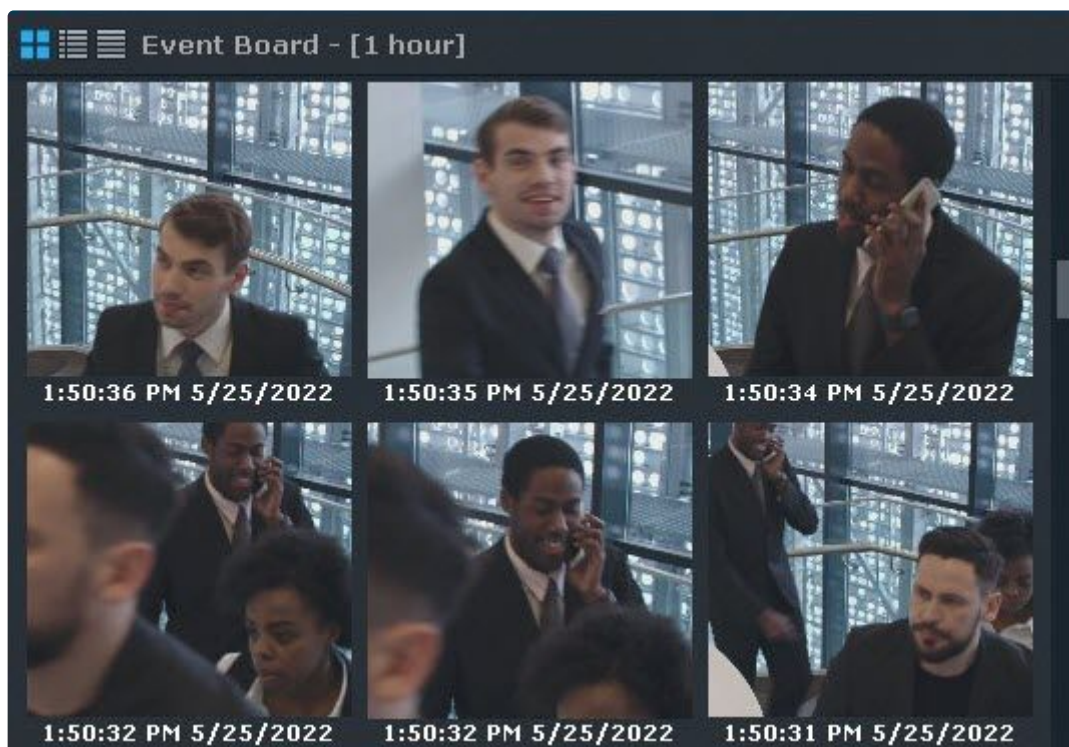 Event Board - [1 hour]
1:50:36 PM 5/25/2022
1:50:35 PM 5/25/2022
1:50:34 PM 5/25/2022
1:50:32 PM 5/25/2022
1:50:32 PM 5/25/2022
1:50:31 PM 5/25/2022